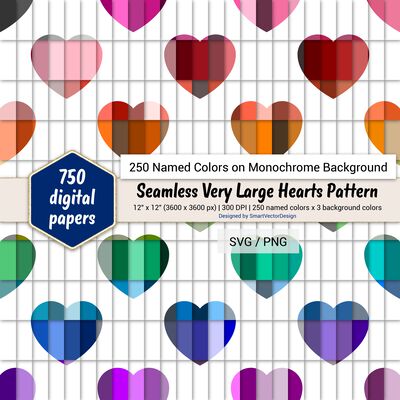 250 Named Colors on Monochrome Background
750
digital
papers
Seamless Very Large Hearts Pattern
12" x 12" (3600 x 3600 px) | 300 DPI | 250 named colors x 3 background colors
Designed by SmartVectorDesign
SVG / PNG